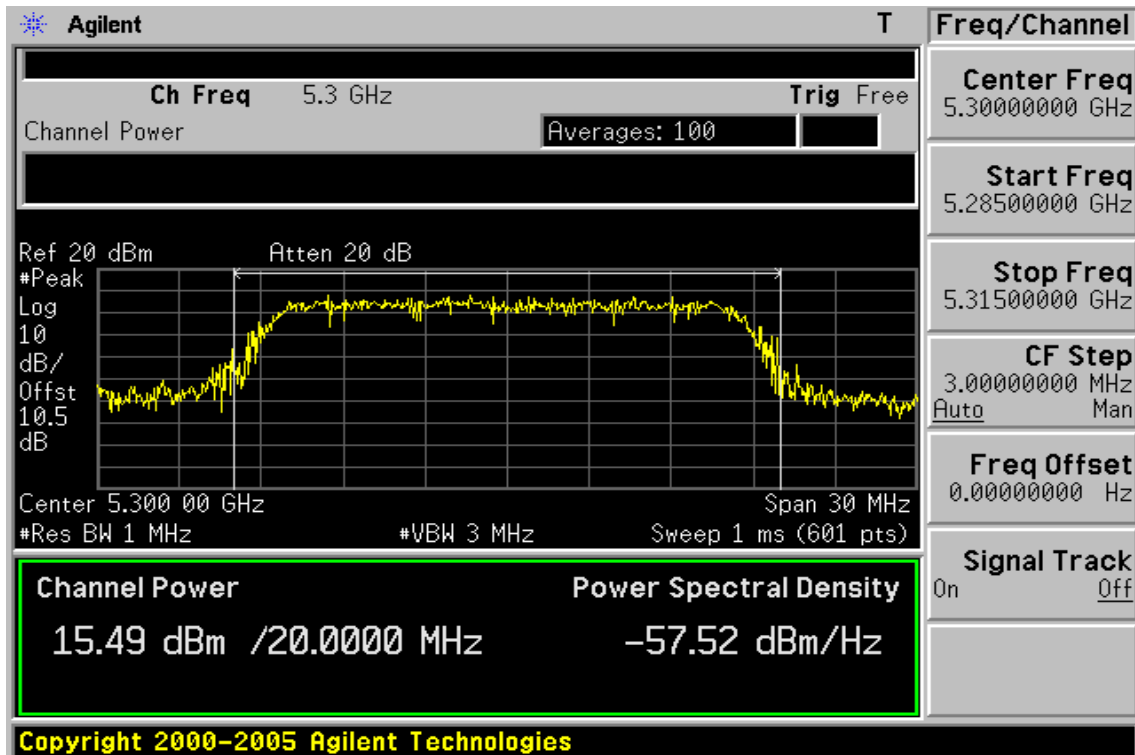 Agilent T Freq/Channel
Ch Freq 5.3 GHz Trig Free
Channel Power Averages: 100
Ref 20 dBm Atten 20 dB
#Peak
Log
10
dB/
Offst
10.5
dB
Center 5.300 00 GHz Span 30 MHz
#Res BW 1 MHz #VBW 3 MHz Sweep 1 ms (601 pts)
Channel Power Power Spectral Density
15.49 dBm /20.0000 MHz -57.52 dBm/Hz
Center Freq
5.30000000 GHz
Start Freq
5.28500000 GHz
Stop Freq
5.31500000 GHz
CF Step
3.00000000 MHz
Auto Man
Freq Offset
0.00000000 Hz
Signal Track
On Off
Copyright 2000-2005 Agilent Technologies